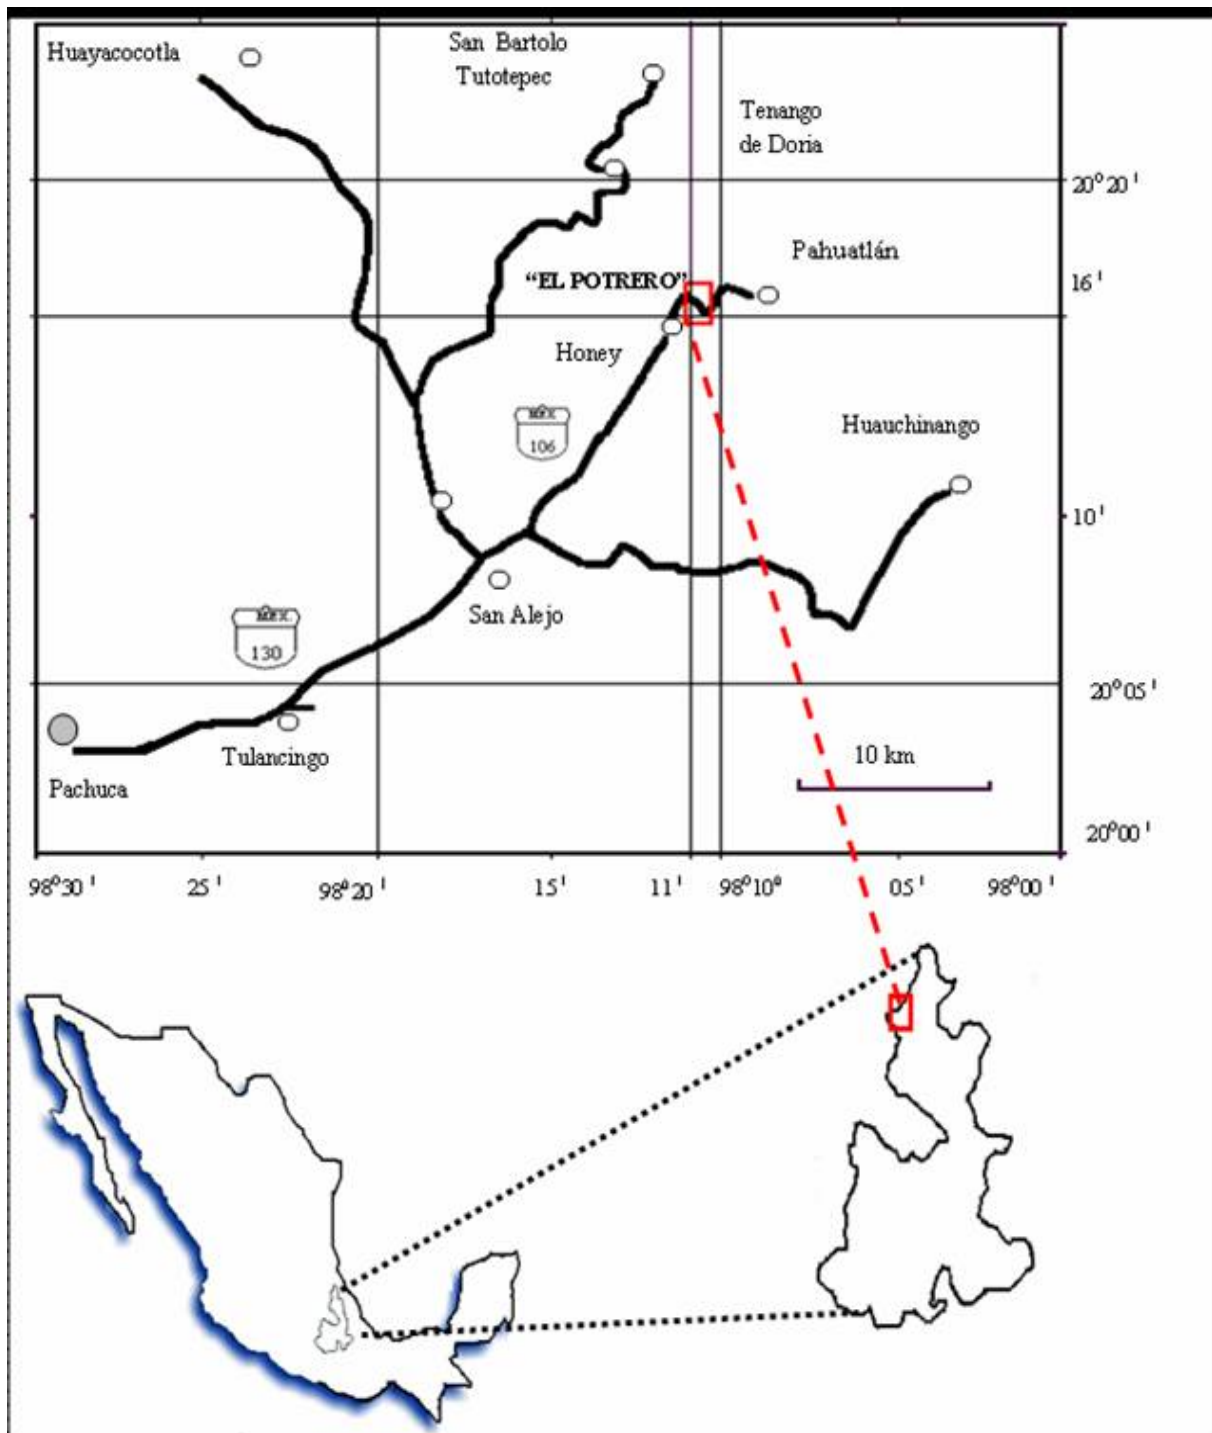 Huayacocotla
San Bartolo
Tutotepec
Tenango
de Doria
20° 20'
Pahuatlán
"EL POTRERO"
16'
Honey
MEX.
106
Huauchinango
10'
San Alejo
MEX.
130
20° 05'
Tulancingo
10 km
Pachuca
20° 00'
98° 30' 25' 98° 20' 15' 11' 98° 10° 05' 98° 00'